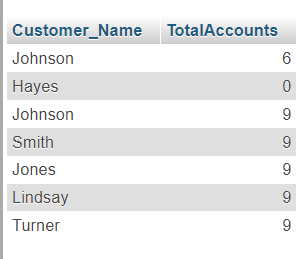 Customer_Name TotalAccounts
Johnson 6
Hayes 0
Johnson 9
Smith 9
Jones 9
Lindsay 9
Turner 9